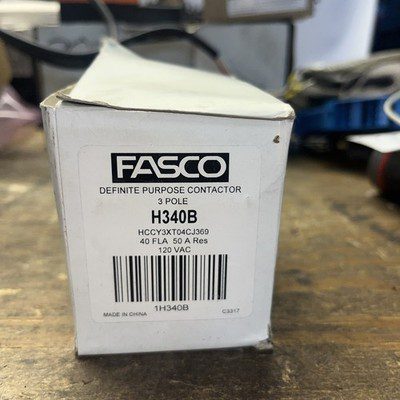 FASCO
DEFINITE PURPOSE CONTACTOR
3 POLE
H340B
HCCY3XT04CJ369
40 FLA 50 A Res
120 VAC
1H340B
MADE IN CHINA C3317